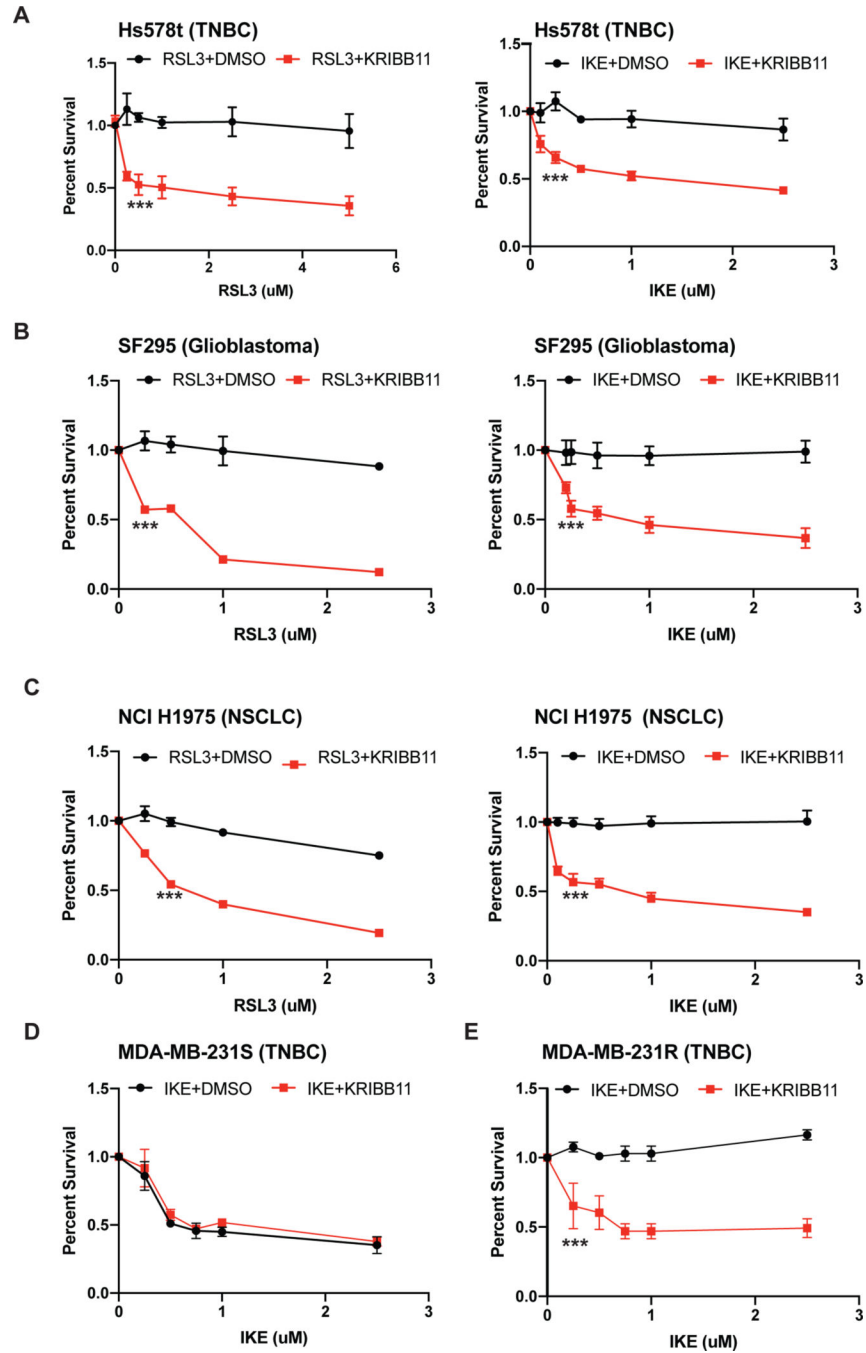 A
Hs578t (TNBC)
RSL3+DMSO RSL3+KRIBB11
Percent Survival
1.5
1.0
0.5
0.0
***
0 2 4 6
RSL3 (uM)
Hs578t (TNBC)
IKE+DMSO IKE+KRIBB11
Percent Survival
1.5
1.0
0.5
0.0
***
0 1 2 3
IKE (uM)
B
SF295 (Glioblastoma)
RSL3+DMSO RSL3+KRIBB11
Percent Survival
1.5
1.0
0.5
0.0
***
0 1 2 3
RSL3 (uM)
SF295 (Glioblastoma)
IKE+DMSO IKE+KRIBB11
Percent Survival
1.5
1.0
0.5
0.0
***
0 1 2 3
IKE (uM)
C
NCI H1975 (NSCLC)
RSL3+DMSO RSL3+KRIBB11
Percent Survival
1.5
1.0
0.5
0.0
***
0 1 2 3
RSL3 (uM)
NCI H1975 (NSCLC)
IKE+DMSO IKE+KRIBB11
Percent Survival
1.5
1.0
0.5
0.0
***
0 1 2 3
IKE (uM)
D
MDA-MB-231S (TNBC)
IKE+DMSO IKE+KRIBB11
Percent Survival
1.5
1.0
0.5
0.0
0 1 2 3
IKE (uM)
E
MDA-MB-231R (TNBC)
IKE+DMSO IKE+KRIBB11
Percent Survival
1.5
1.0
0.5
0.0
***
0 1 2 3
IKE (uM)